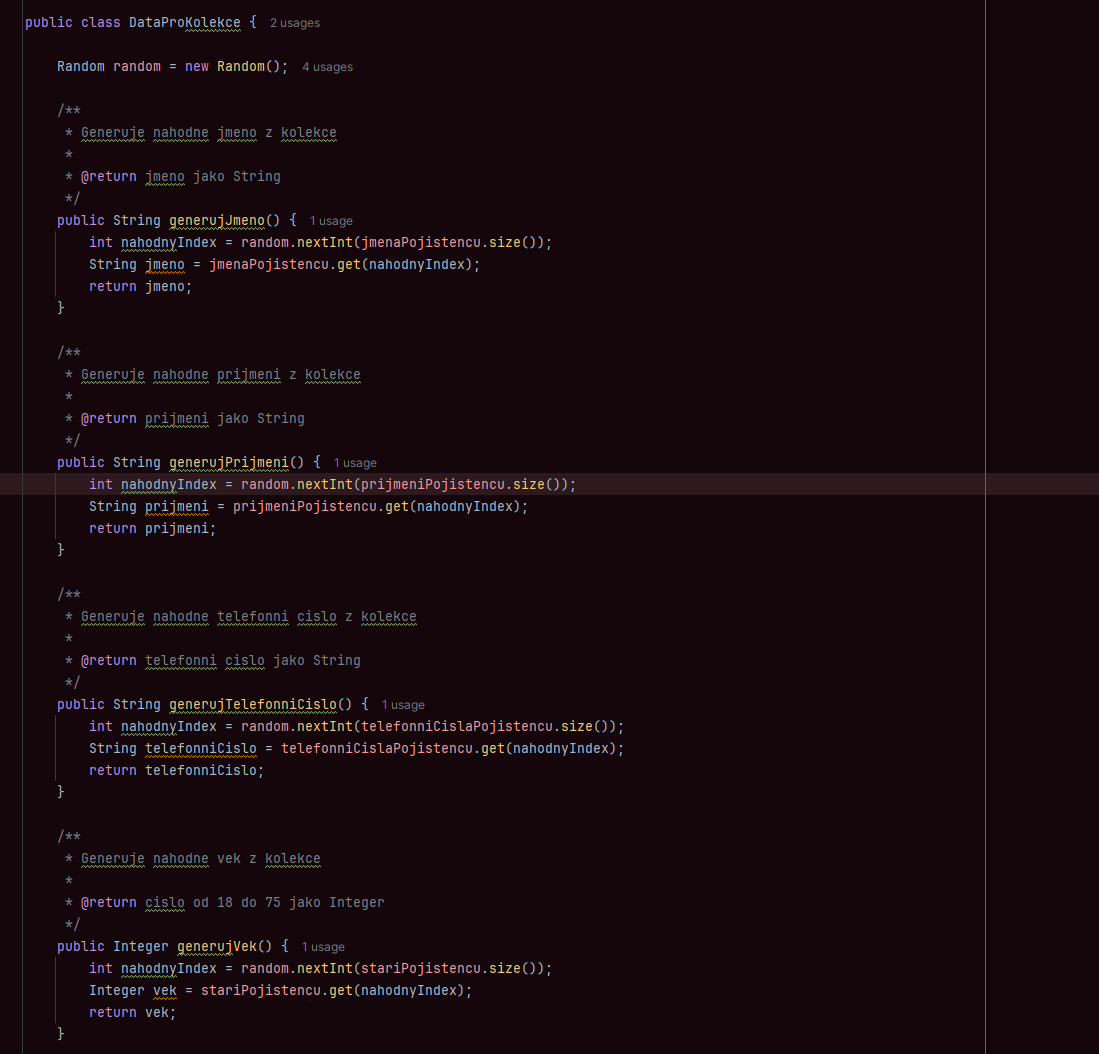 public class DataProKolekce {  2 usages
Random random = new Random();  4 usages
/**
* Generuje nahodne jmeno z kolekce
*
* @return jmeno jako String
*/
public String generujJmeno() {  1 usage
int nahodnyIndex = random.nextInt(jmenaPojistencu.size());
String jmeno = jmenaPojistencu.get(nahodnyIndex);
return jmeno;
}
/**
* Generuje nahodne prijmeni z kolekce
*
* @return prijmeni jako String
*/
public String generujPrijmeni() {  1 usage
int nahodnyIndex = random.nextInt(prijmeniPojistencu.size());
String prijmeni = prijmeniPojistencu.get(nahodnyIndex);
return prijmeni;
}
/**
* Generuje nahodne telefonni cislo z kolekce
*
* @return telefonni cislo jako String
*/
public String generujTelefonniCislo() {  1 usage
int nahodnyIndex = random.nextInt(telefonniCislaPojistencu.size());
String telefonniCislo = telefonniCislaPojistencu.get(nahodnyIndex);
return telefonniCislo;
}
/**
* Generuje nahodne vek z kolekce
*
* @return cislo od 18 do 75 jako Integer
*/
public Integer generujVek() {  1 usage
int nahodnyIndex = random.nextInt(stariPojistencu.size());
Integer vek = stariPojistencu.get(nahodnyIndex);
return vek;
}